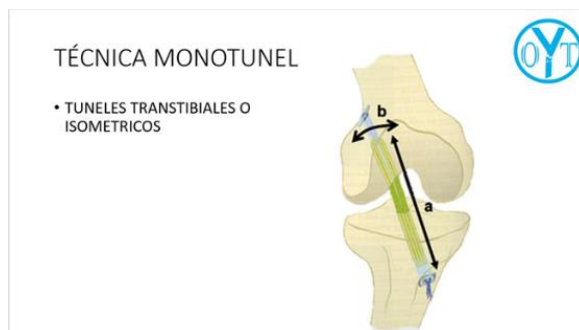 TÉCNICA MONOTUNEL
• TUNELES TRANSTIBIALES O
ISOMETRICOS
b
a
OYT